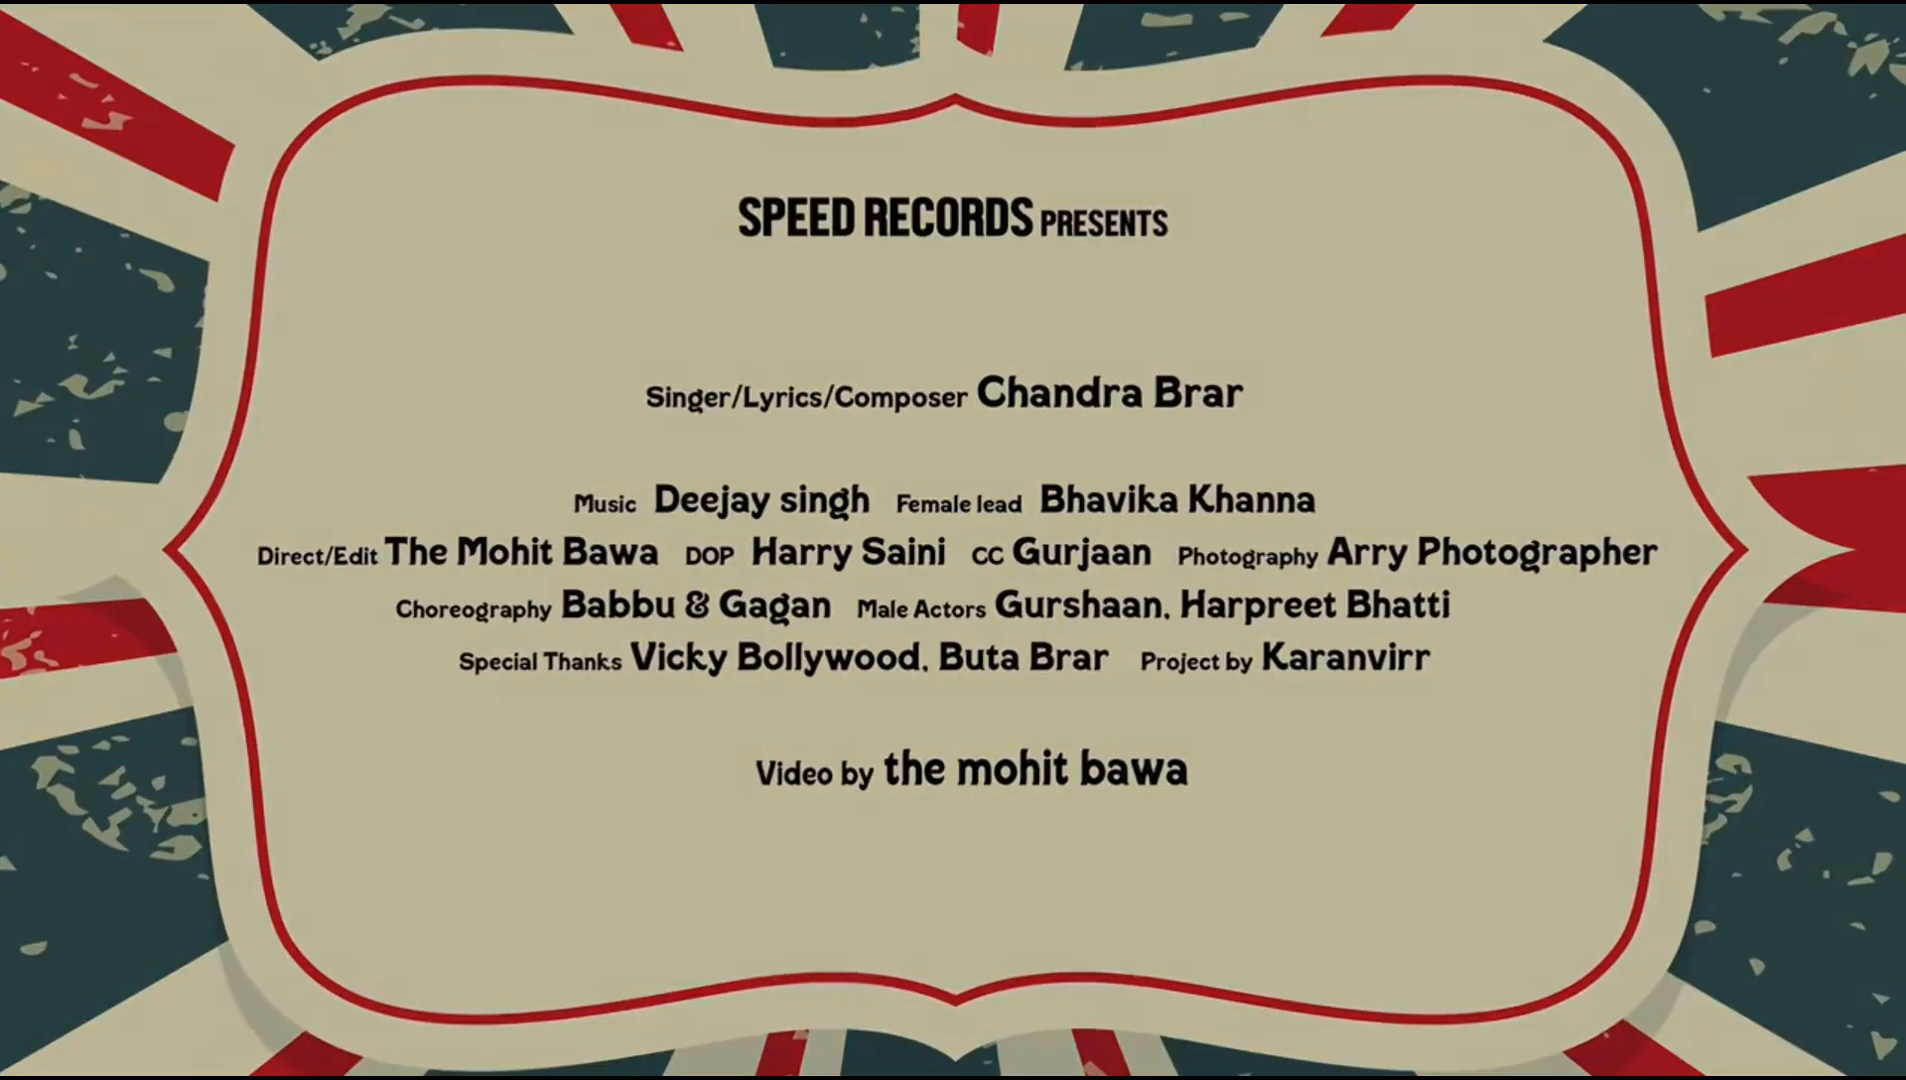 SPEED RECORDS PRESENTS
Singer/Lyrics/Composer Chandra Brar
Music Deejay singh Female lead Bhavika Khanna
Direct/Edit The Mohit Bawa DOP Harry Saini CC Gurjaan Photography Arry Photographer
Choreography Babbu & Gagan Male Actors Gurshaan, Harpreet Bhatti
Special Thanks Vicky Bollywood, Buta Brar Project by Karanvirr
Video by the mohit bawa